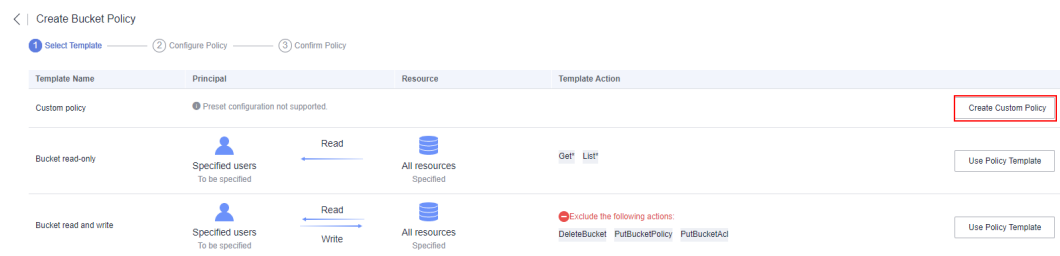 Create Bucket Policy
1 Select Template 2 Configure Policy 3 Confirm Policy
Template Name Principal Resource Template Action
Custom policy Preset configuration not supported. Create Custom Policy
Read
Bucket read-only Specified users All resources Get* List* Use Policy Template
To be specified Specified
Read
Exclude the following actions:
Bucket read and write Specified users Write All resources DeleteBucket PutBucketPolicy PutBucketAcl Use Policy Template
To be specified Specified